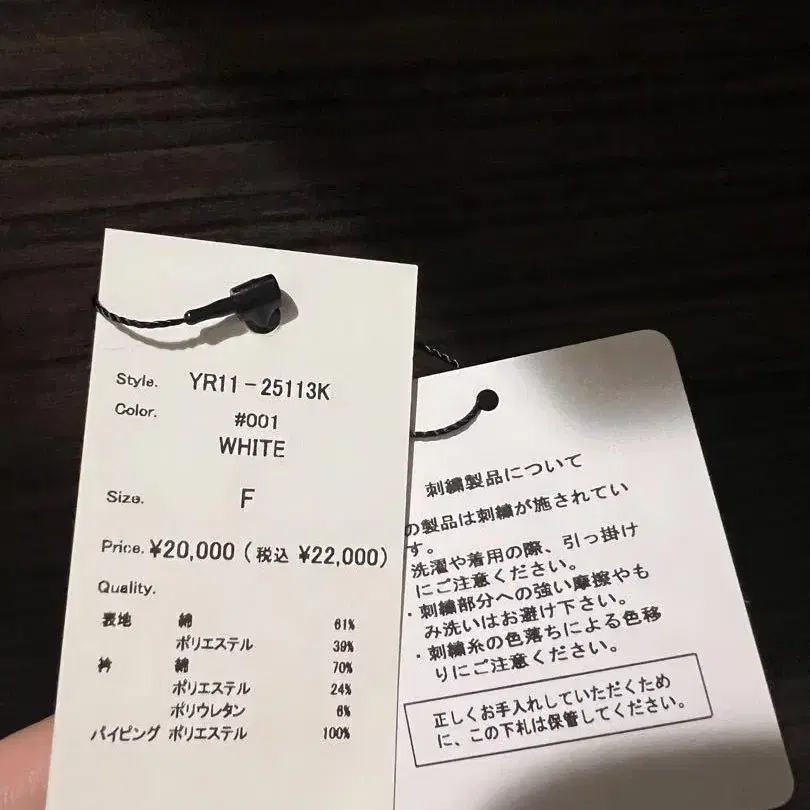 Style. YR11-25113K
Color. #001
WHITE
Size. F
Price. ¥20,000 (税込 ¥22,000)
Quality.
表地 綿 61%
ポリエステル 39%
衿 綿 70%
ポリエステル 24%
ポリウレタン 6%
パイピング ポリエステル 100%
刺繍製品について
の製品は刺繍が施されてい
す。
洗濯や着用の際、引っ掛け
にご注意ください。
・刺繍部分への強い摩擦やも
み洗いはお避け下さい。
・刺繍糸の色落ちによる色移
りにご注意ください。
正しくお手入れしていただくため
に、この下札は保管してください。